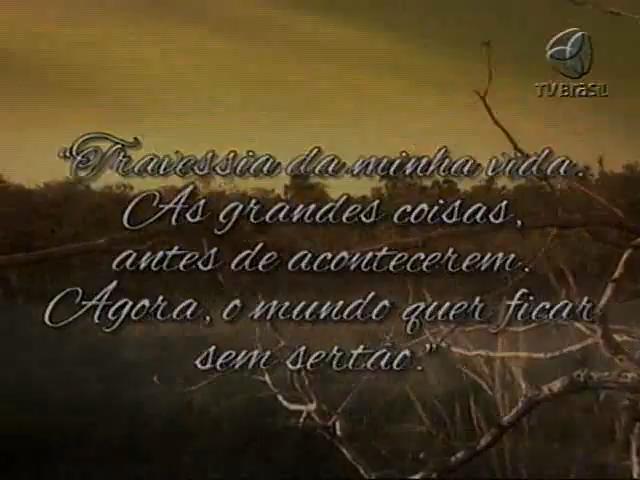 TV BrasiL
"Travessia da minha vida.
As grandes coisas,
antes de acontecerem.
Agora, o mundo quer ficar
sem sertão."